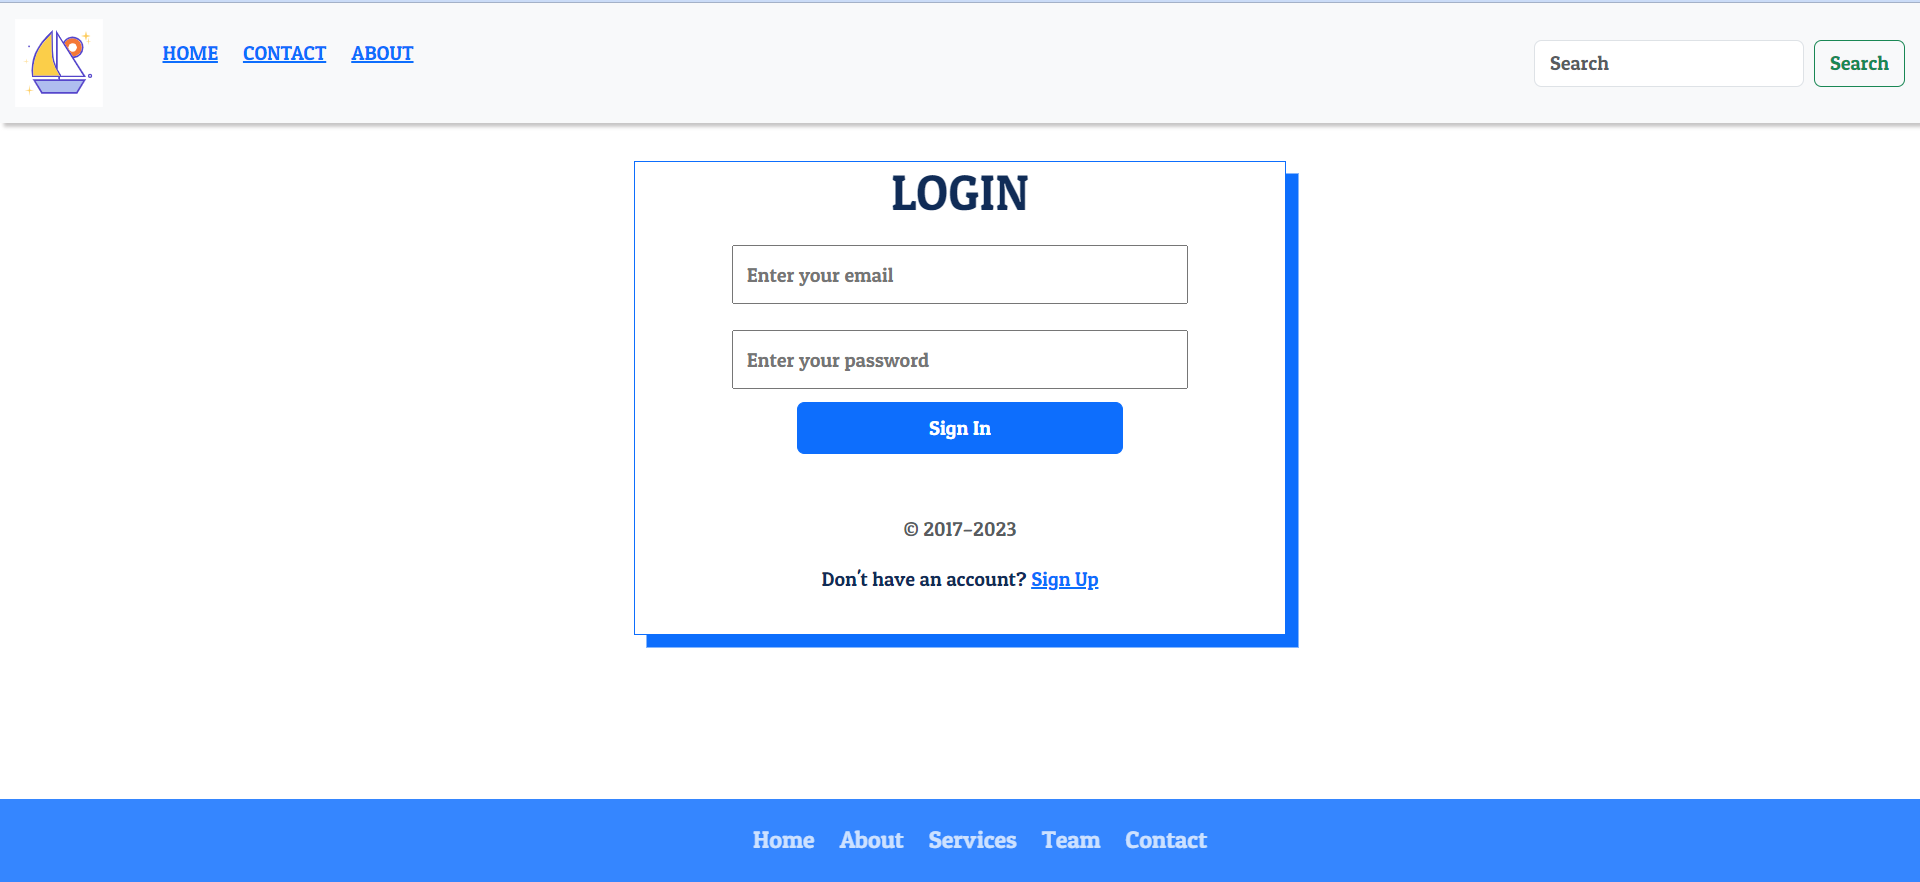 HOME CONTACT ABOUT Search Search
LOGIN
Enter your email
Enter your password
Sign In
© 2017–2023
Don't have an account? Sign Up
Home About Services Team Contact